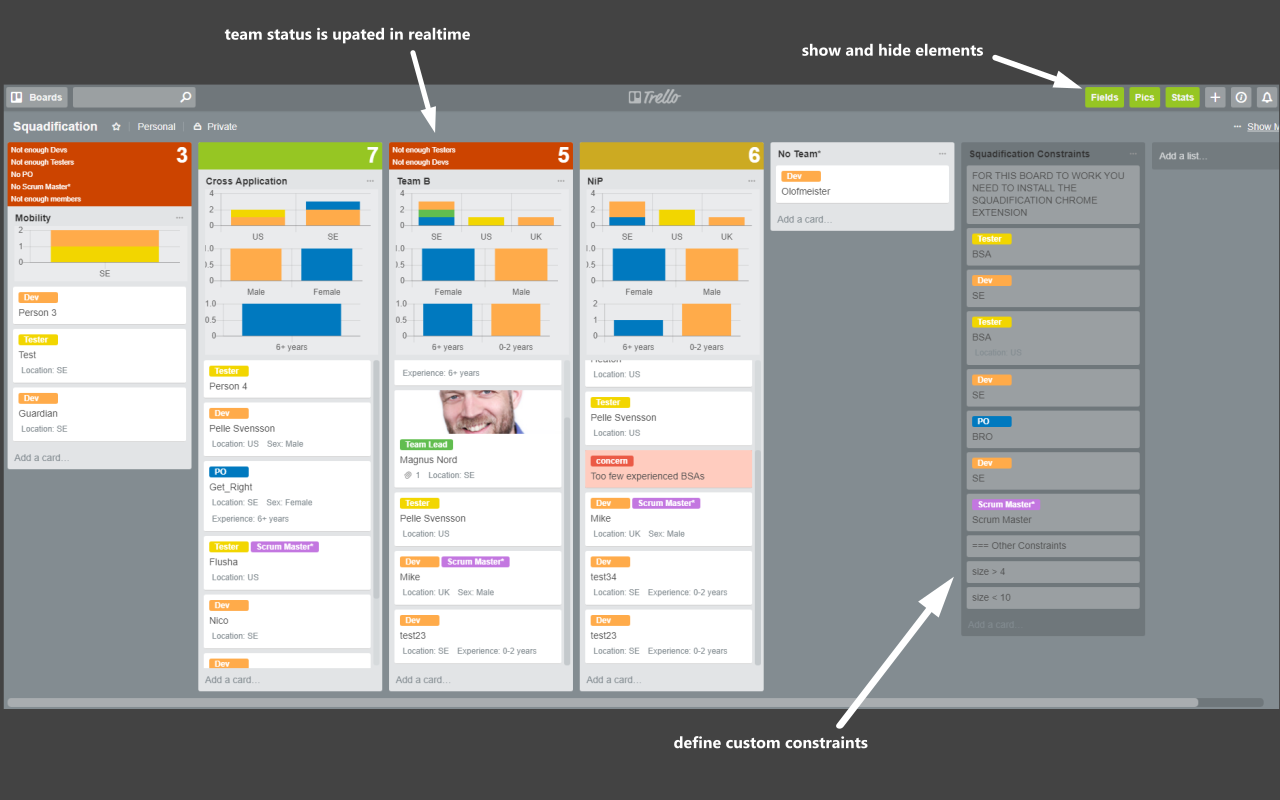 team status is upated in realtime
show and hide elements
Boards
Trello
Fields
Pics
Stats
Squadification
Personal
Private
Show M
Not enough Devs
Not enough Testers
No PO
No Scrum Master*
Not enough members
3
Mobility
2
1
0
SE
Dev
Person 3
Tester
Test
Location: SE
Dev
Guardian
Location: SE
Add a card...
7
Cross Application
4
2
0
US SE
1.0
0.5
0
Male Female
1.0
0.5
0
6+ years
Tester
Person 4
Dev
Pelle Svensson
Location: US Sex: Male
PO
Get_Right
Location: SE Sex: Female
Experience: 6+ years
Tester Scrum Master*
Flusha
Location: US
Dev
Nico
Location: SE
Dev
Add a card...
Not enough Testers
Not enough Devs
5
Team B
4
2
0
SE US UK
1.0
0.5
0
Female Male
1.0
0.5
0
6+ years 0-2 years
Experience: 6+ years
Team Lead
Magnus Nord
1 Location: SE
Tester
Pelle Svensson
Location: US
Dev Scrum Master*
Mike
Location: UK Sex: Male
Dev
test23
Location: SE Experience: 0-2 years
Add a card...
6
NiP
4
2
0
SE US UK
1.0
0.5
0
Female Male
2
1
0
6+ years 0-2 years
Location: US
Tester
Pelle Svensson
Location: US
concern
Too few experienced BSAs
Dev Scrum Master*
Mike
Location: UK Sex: Male
Dev
test34
Location: SE Experience: 0-2 years
Dev
test23
Location: SE Experience: 0-2 years
Add a card...
No Team*
Dev
Olofmeister
Add a card...
Squadification Constraints
FOR THIS BOARD TO WORK YOU
NEED TO INSTALL THE
SQUADIFICATION CHROME
EXTENSION
Tester
BSA
Dev
SE
Tester
BSA
Location: US
Dev
SE
PO
BRO
Dev
SE
Scrum Master*
Scrum Master
=== Other Constraints
size > 4
size < 10
Add a card...
Add a list...
define custom constraints